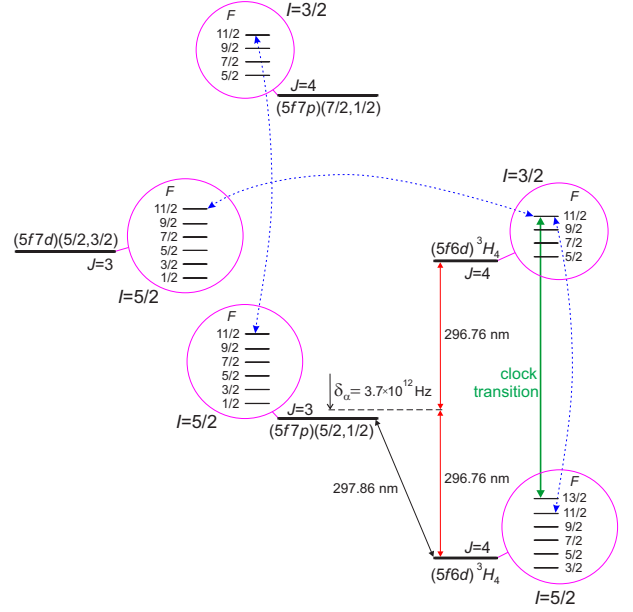 I=3/2
F
11/2
9/2
7/2
5/2
J=4
(5f7p)(7/2,1/2)
I=3/2
F
11/2
9/2
7/2
5/2
3/2
1/2
(5f7d)(5/2,3/2)
J=3
I=5/2
F
11/2
9/2
7/2
5/2
(5f6d) ³H₄
J=4
F
11/2
9/2
7/2
5/2
3/2
1/2
I=5/2
J=3
(5f7p)(5/2,1/2)
δα= 3.7×10¹² Hz
296.76 nm
clock
transition
297.86 nm
296.76 nm
J=4
(5f6d) ³H₄
F
13/2
11/2
9/2
7/2
5/2
3/2
I=5/2